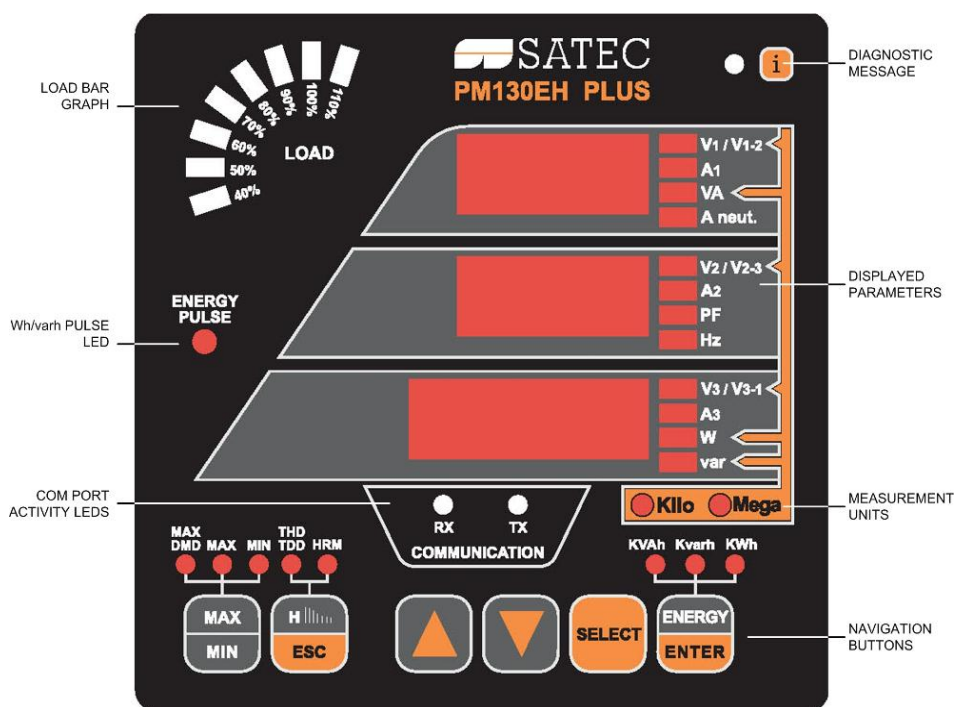 SATEC
PM130EH PLUS
i
DIAGNOSTIC
MESSAGE
LOAD BAR
GRAPH
110%
100%
90%
80%
70%
60%
50%
40%
LOAD
V1 / V1-2
A1
VA
A neut.
V2 / V2-3
A2
PF
Hz
DISPLAYED
PARAMETERS
ENERGY
PULSE
Wh/varh PULSE
LED
V3 / V3-1
A3
W
var
COM PORT
ACTIVITY LEDS
RX TX
COMMUNICATION
Kilo Mega
MEASUREMENT
UNITS
MAX
DMD MAX MIN
THD
TDD HRM
KVAh Kvarh KWh
MAX
MIN
H
ESC
SELECT
ENERGY
ENTER
NAVIGATION
BUTTONS